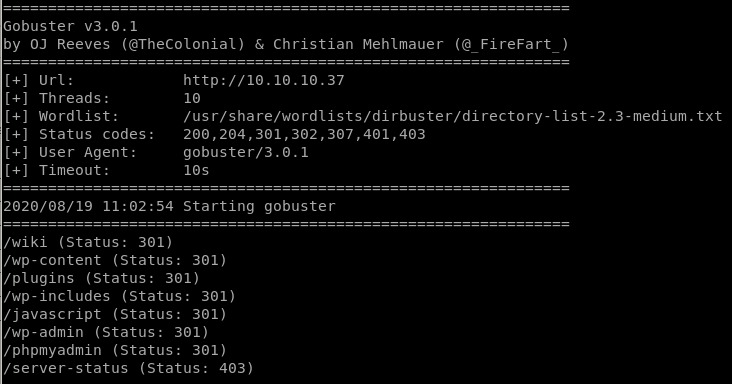 ===============================================================
Gobuster v3.0.1
by OJ Reeves (@TheColonial) & Christian Mehlmauer (@_FireFart_)
===============================================================
[+] Url:            http://10.10.10.37
[+] Threads:        10
[+] Wordlist:       /usr/share/wordlists/dirbuster/directory-list-2.3-medium.txt
[+] Status codes:   200,204,301,302,307,401,403
[+] User Agent:     gobuster/3.0.1
[+] Timeout:        10s
===============================================================
2020/08/19 11:02:54 Starting gobuster
===============================================================
/wiki (Status: 301)
/wp-content (Status: 301)
/plugins (Status: 301)
/wp-includes (Status: 301)
/javascript (Status: 301)
/wp-admin (Status: 301)
/phpmyadmin (Status: 301)
/server-status (Status: 403)